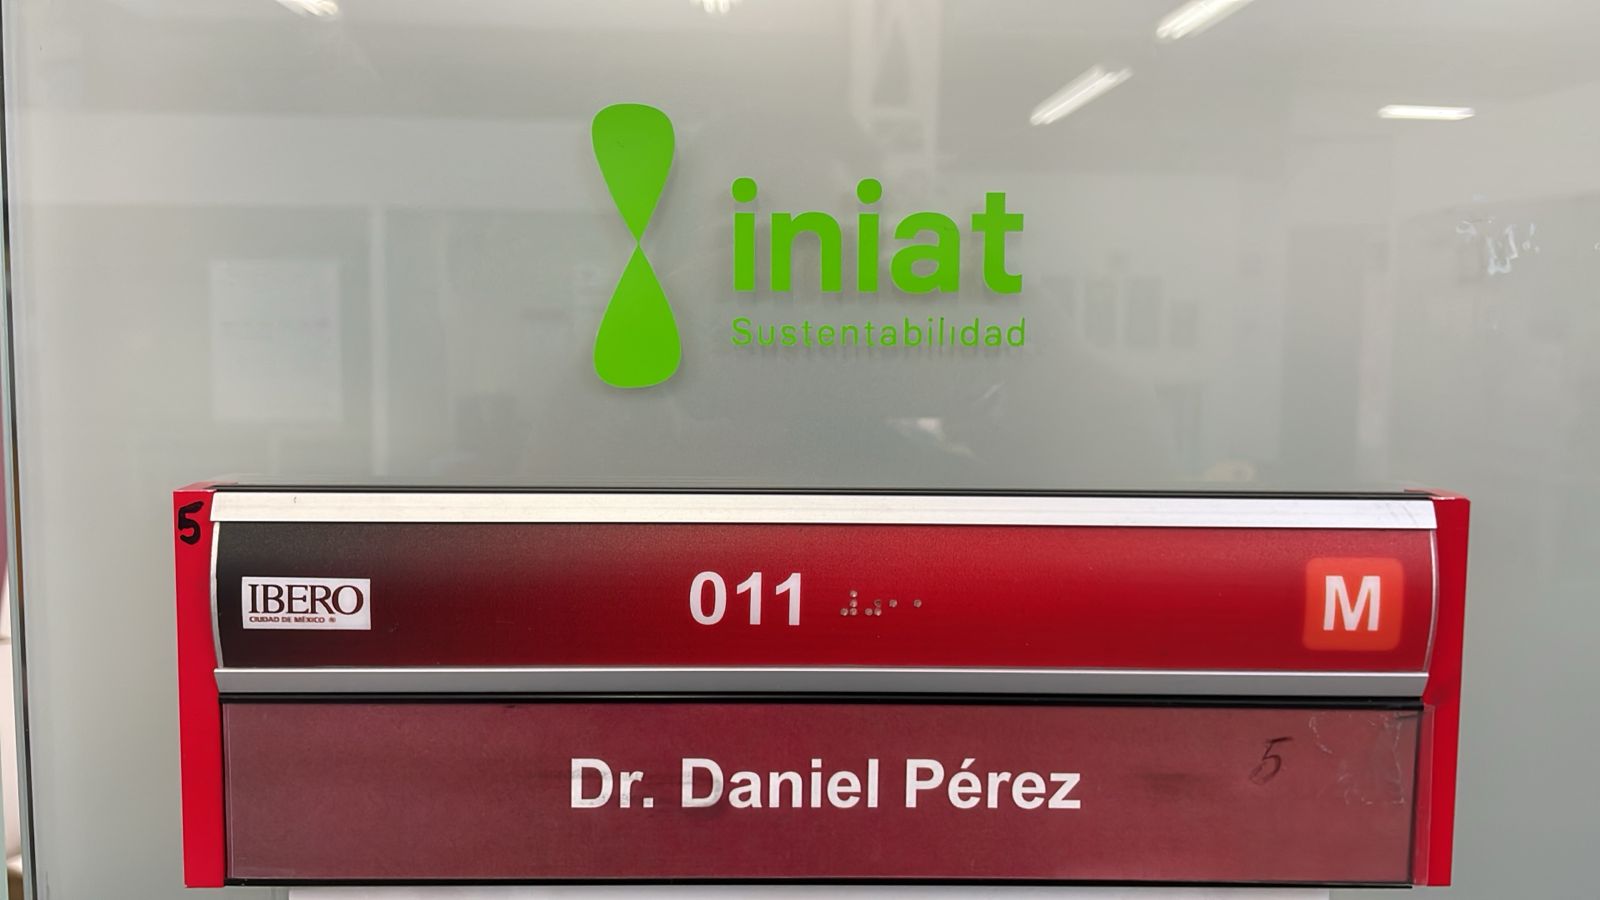 iniat
Sustentabilidad
5
IBERO
CIUDAD DE MÉXICO ®
011
M
Dr. Daniel Pérez
5